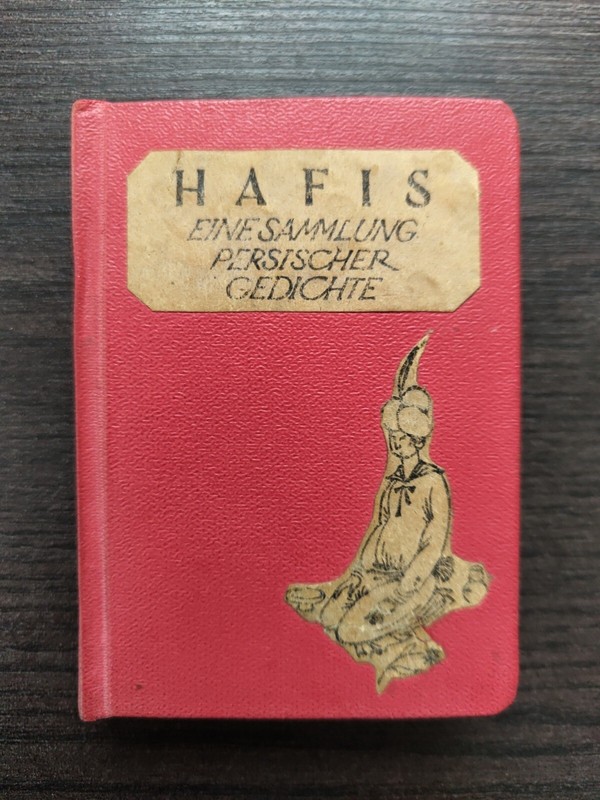 HAFIS
EINE SAMMLUNG
PERSISCHER
GEDICHTE